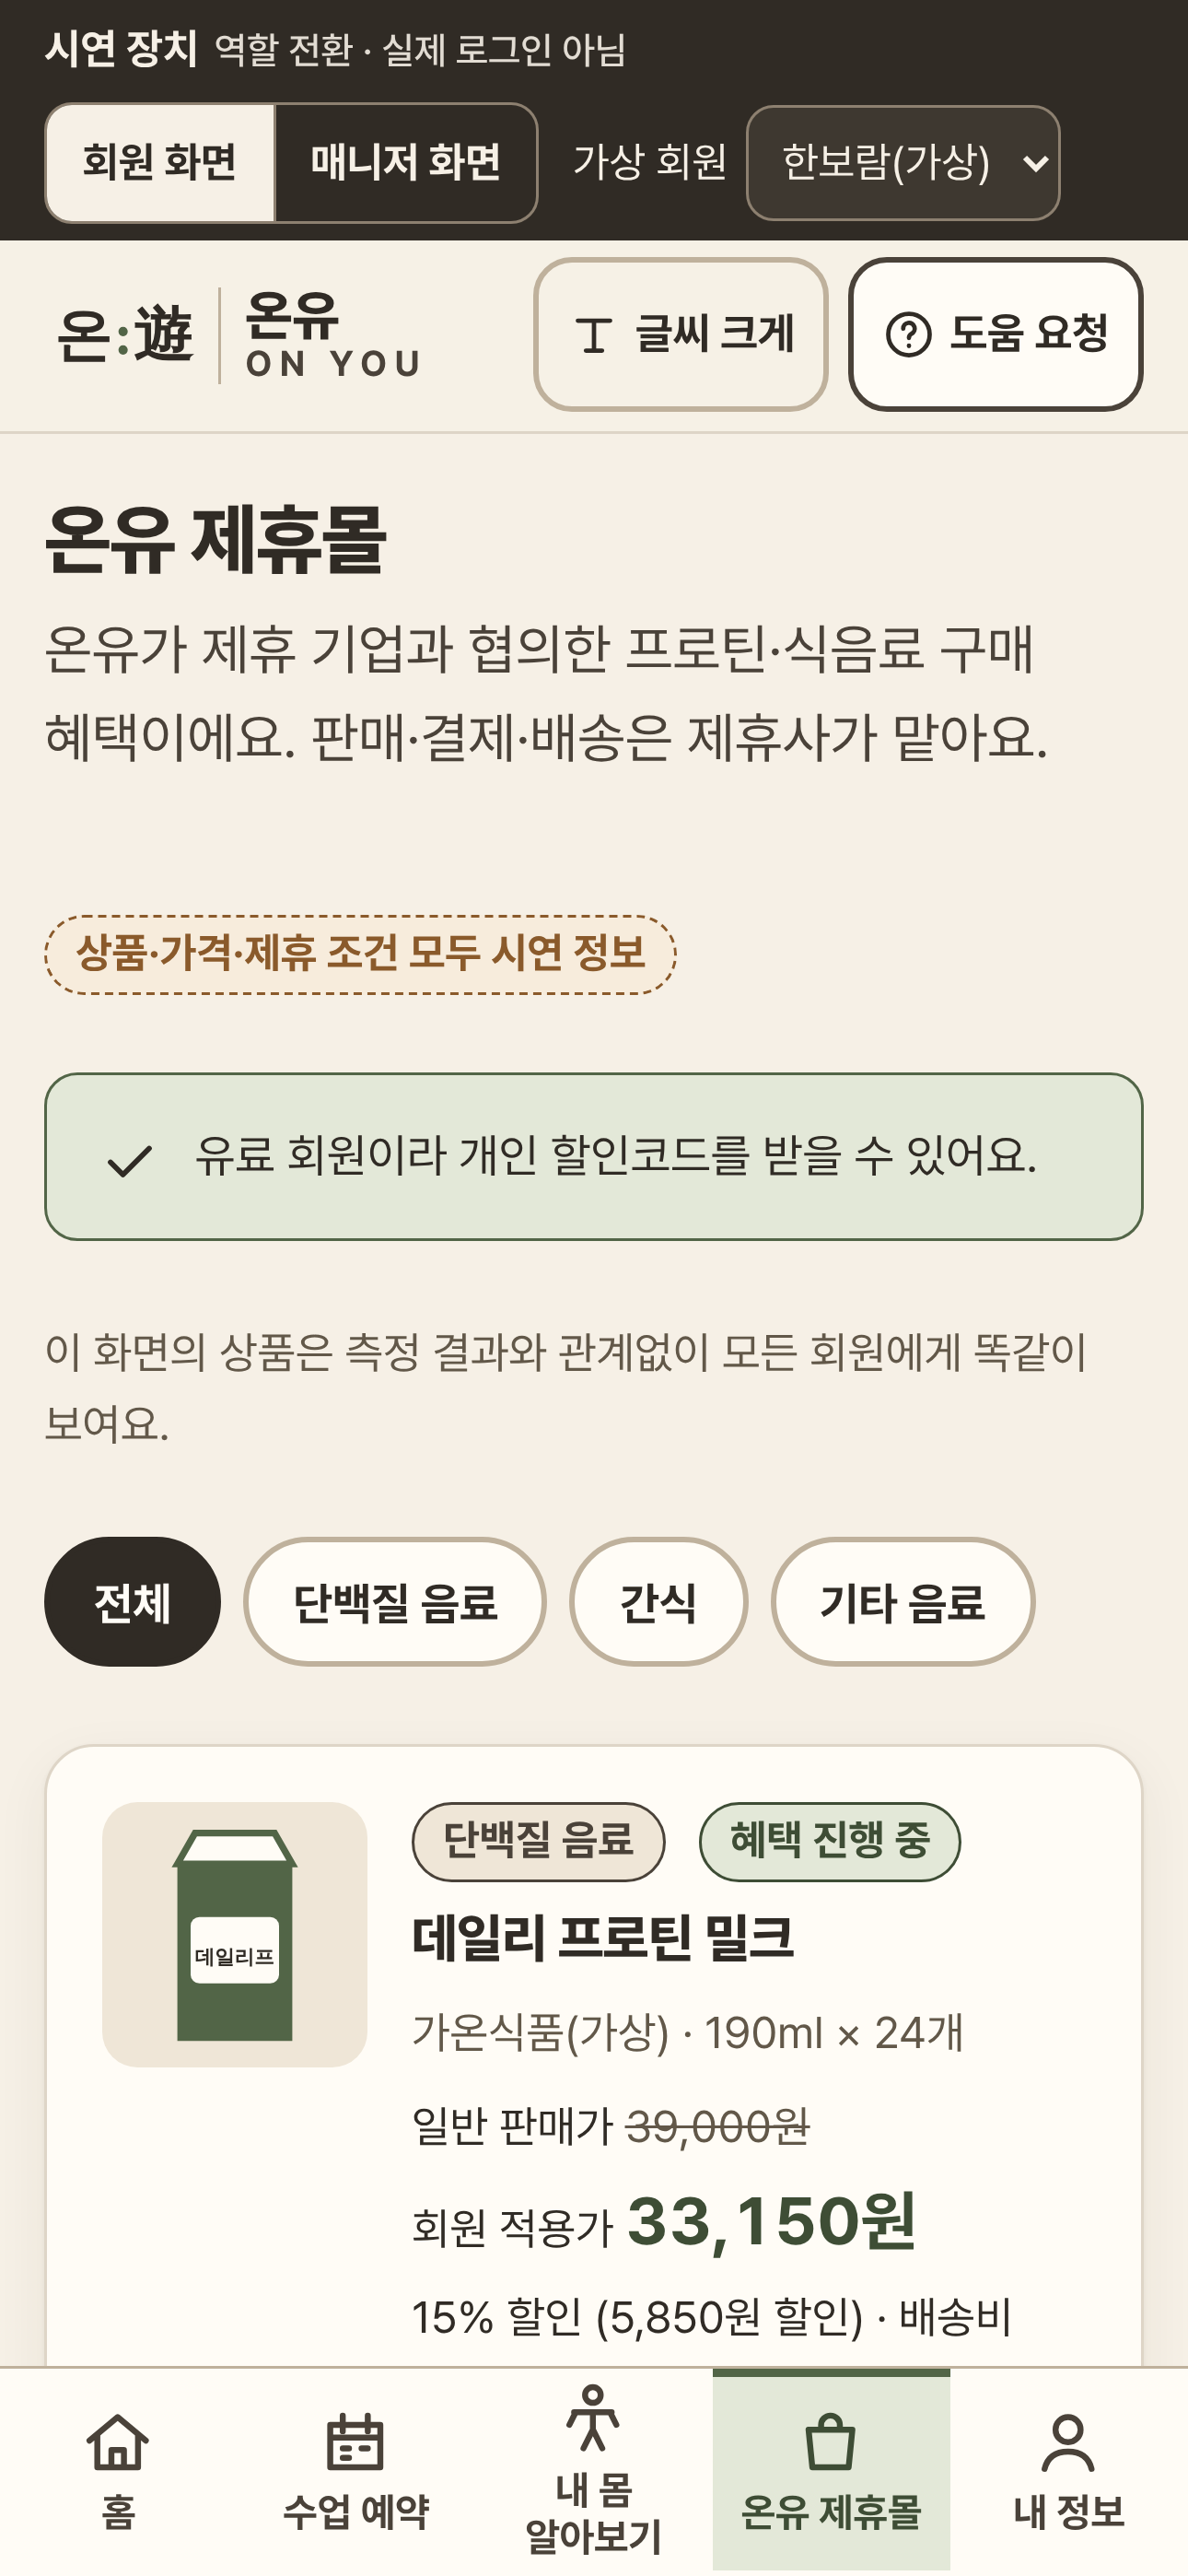 시연 장치 역할 전환 · 실제 로그인 아님
회원 화면 매니저 화면 가상 회원 한보람(가상)
온:遊 온유
ON YOU
글씨 크게 도움 요청
온유 제휴몰
온유가 제휴 기업과 협의한 프로틴·식음료 구매
혜택이에요. 판매·결제·배송은 제휴사가 맡아요.
상품·가격·제휴 조건 모두 시연 정보
유료 회원이라 개인 할인코드를 받을 수 있어요.
이 화면의 상품은 측정 결과와 관계없이 모든 회원에게 똑같이
보여요.
전체 단백질 음료 간식 기타 음료
단백질 음료 혜택 진행 중
데일리프
데일리 프로틴 밀크
가온식품(가상) · 190ml × 24개
일반 판매가 39,000원
회원 적용가 33,150원
15% 할인 (5,850원 할인) · 배송비
홈 수업 예약 내 몸
알아보기 온유 제휴몰 내 정보